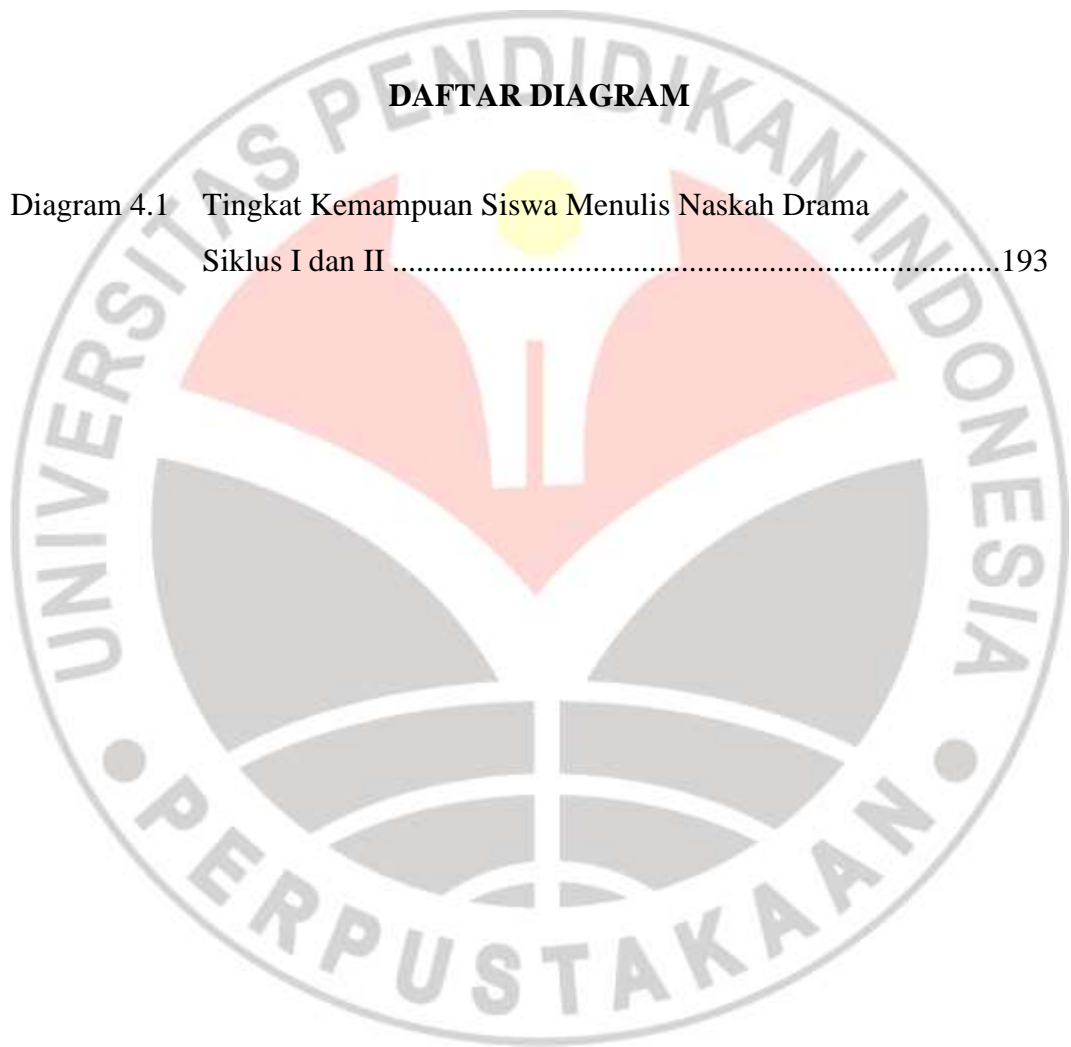 DAFTAR DIAGRAM
Diagram 4.1 Tingkat Kemampuan Siswa Menulis Naskah Drama
Siklus I dan II .............................................................................193
UNIVERSITAS PENDIDIKAN INDONESIA
PERPUSTAKAAN